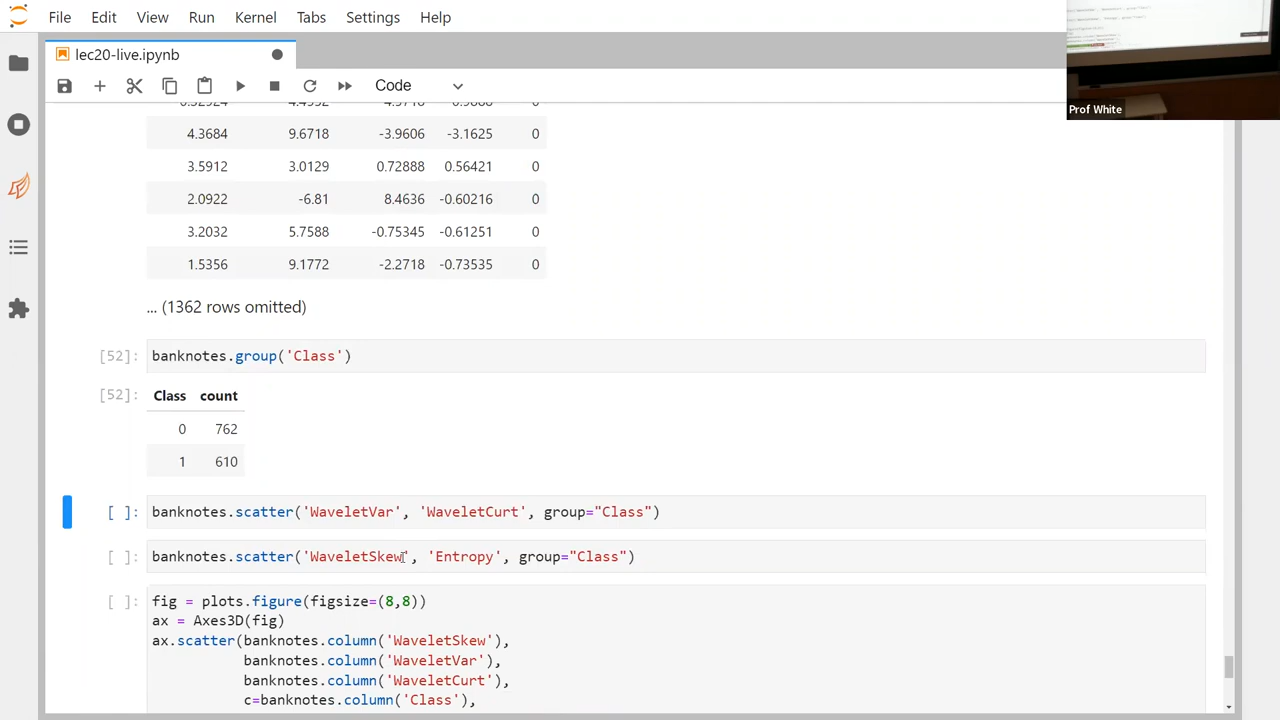 File Edit View Run Kernel Tabs Settings Help
lec20-live.ipynb
Code
4.3684 9.6718 -3.9606 -3.1625 0
3.5912 3.0129 0.72888 0.56421 0
2.0922 -6.81 8.4636 -0.60216 0
3.2032 5.7588 -0.75345 -0.61251 0
1.5356 9.1772 -2.2718 -0.73535 0
... (1362 rows omitted)
[52]: banknotes.group('Class')
[52]: Class count
0 762
1 610
[ ]: banknotes.scatter('WaveletVar', 'WaveletCurt', group="Class")
[ ]: banknotes.scatter('WaveletSkew', 'Entropy', group="Class")
[ ]: fig = plots.figure(figsize=(8,8))
ax = Axes3D(fig)
ax.scatter(banknotes.column('WaveletSkew'),
banknotes.column('WaveletVar'),
banknotes.column('WaveletCurt'),
c=banknotes.column('Class'),
Prof White